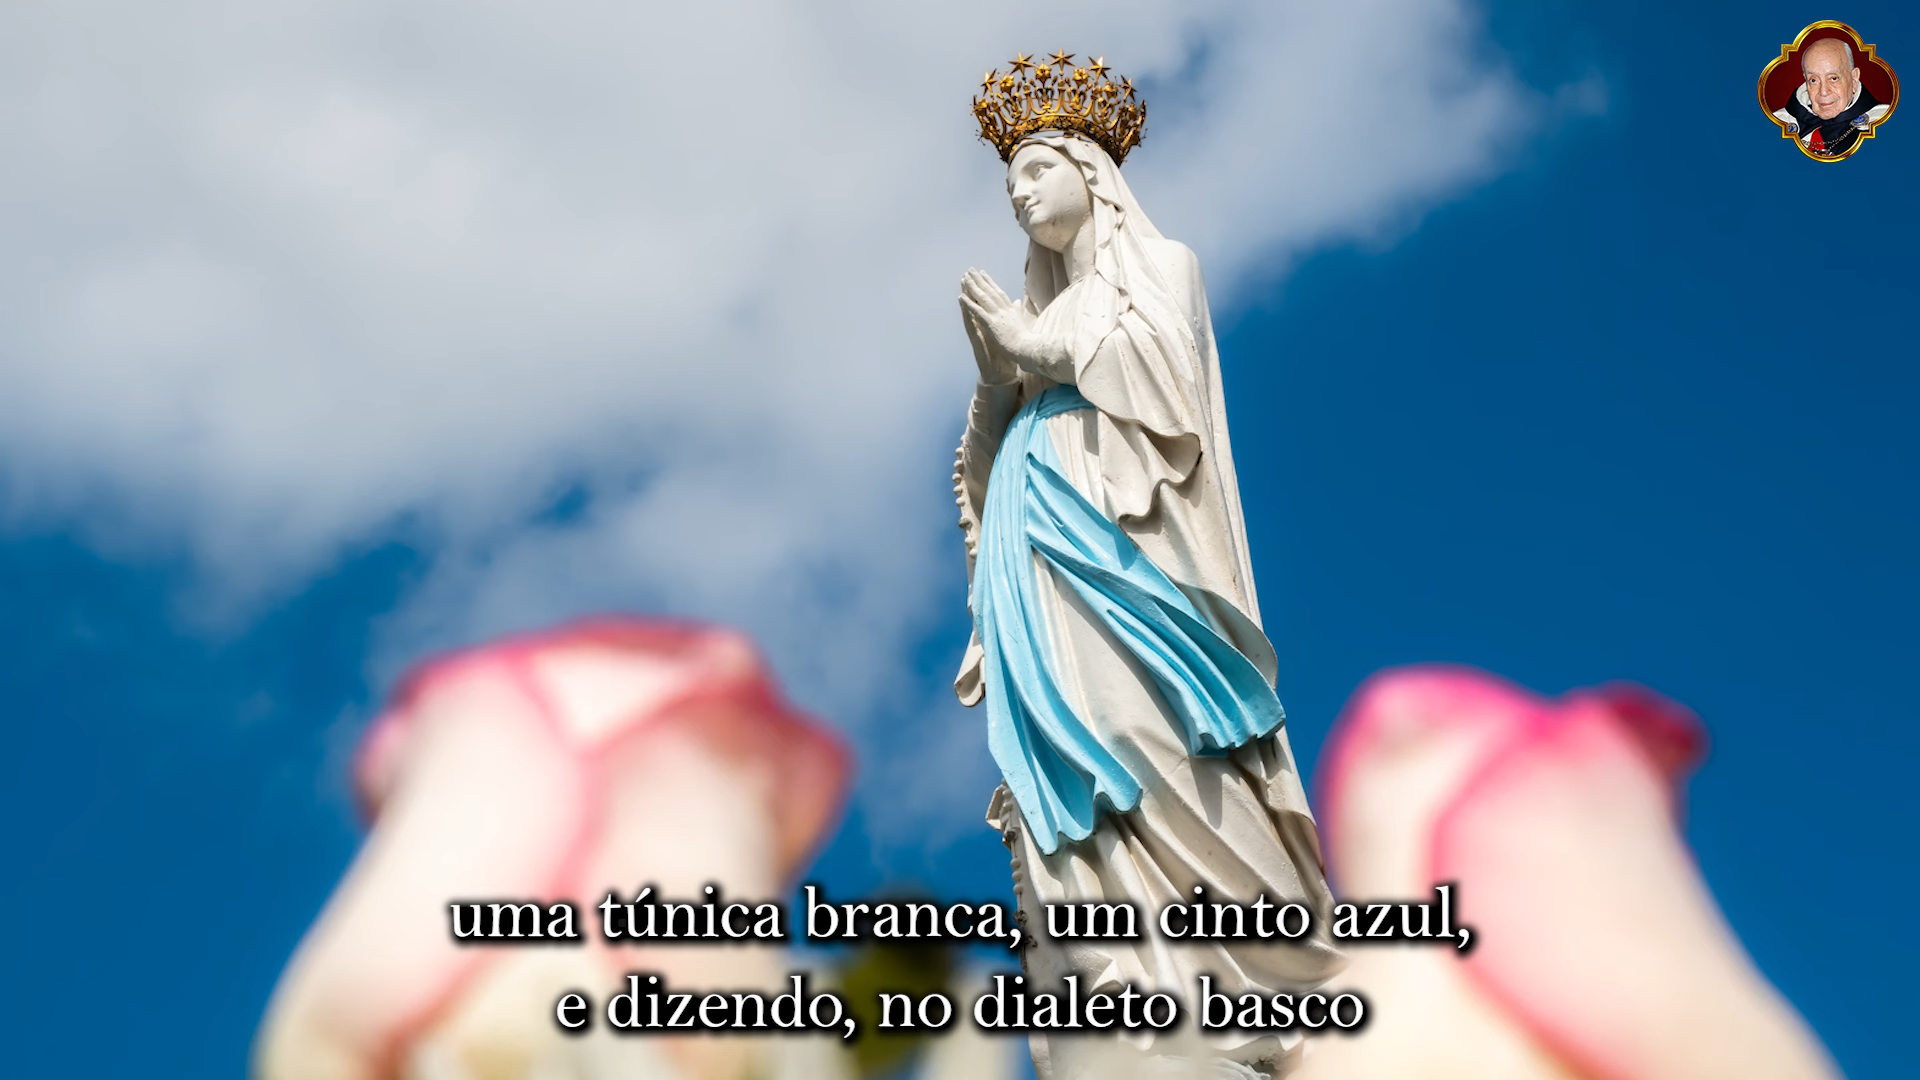 uma túnica branca, um cinto azul,
e dizendo, no dialeto basco